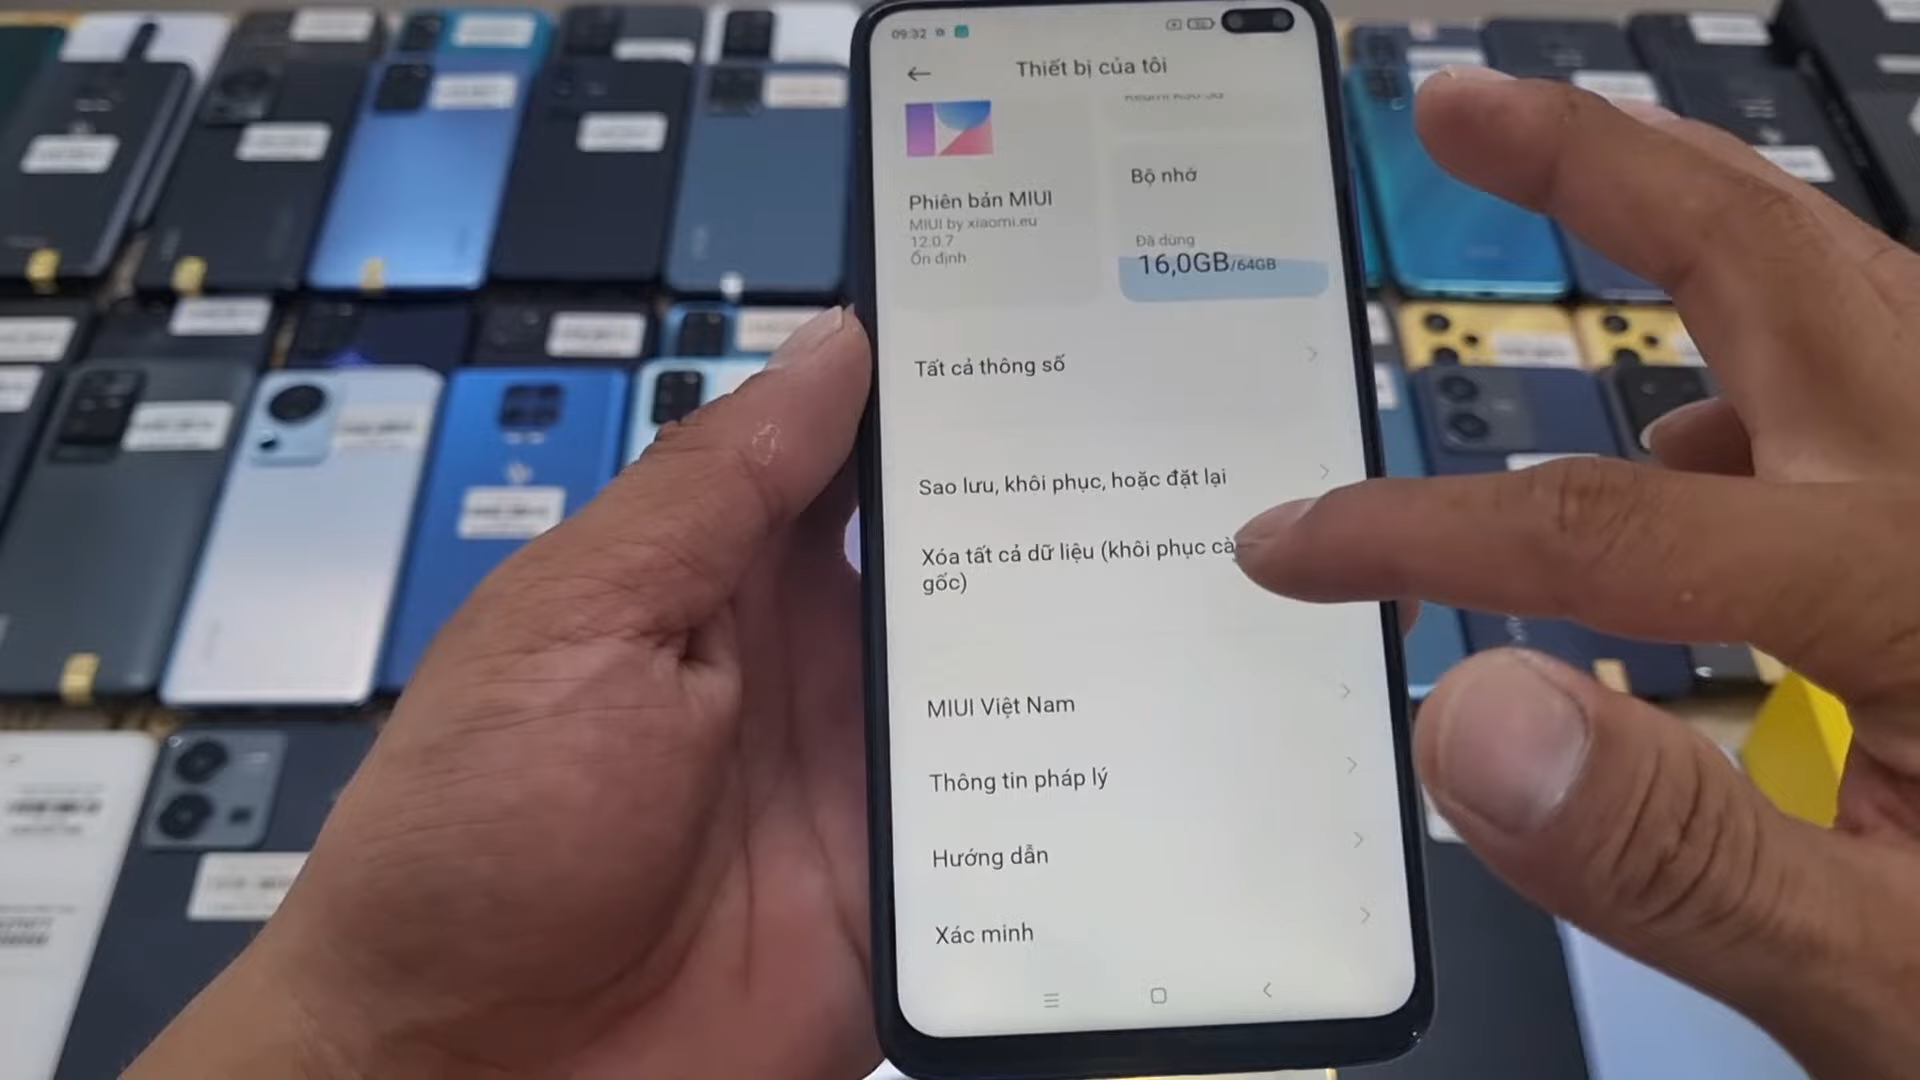 09:32
Thiết bị của tôi
Phiên bản MIUI
MIUI by xiaomi.eu
12.0.7
Ổn định
Bộ nhớ
Đã dùng
16,0GB/64GB
Tất cả thông số
Sao lưu, khôi phục, hoặc đặt lại
Xóa tất cả dữ liệu (khôi phục cà
gốc)
MIUI Việt Nam
Thông tin pháp lý
Hướng dẫn
Xác minh